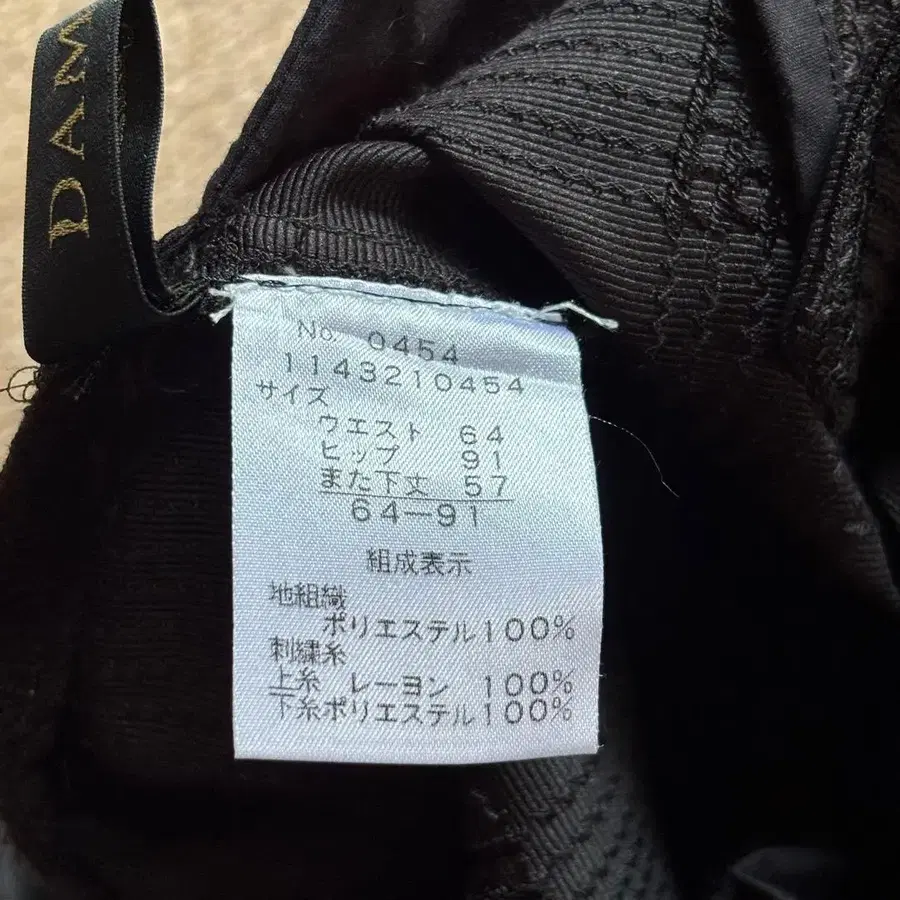 DAM
No. 0454
1143210454
サイズ
ウエスト 64
ヒップ 91
また下丈 57
64—91
組成表示
地組織
ポリエステル100%
刺繍糸
上糸 レーヨン 100%
下糸ポリエステル100%